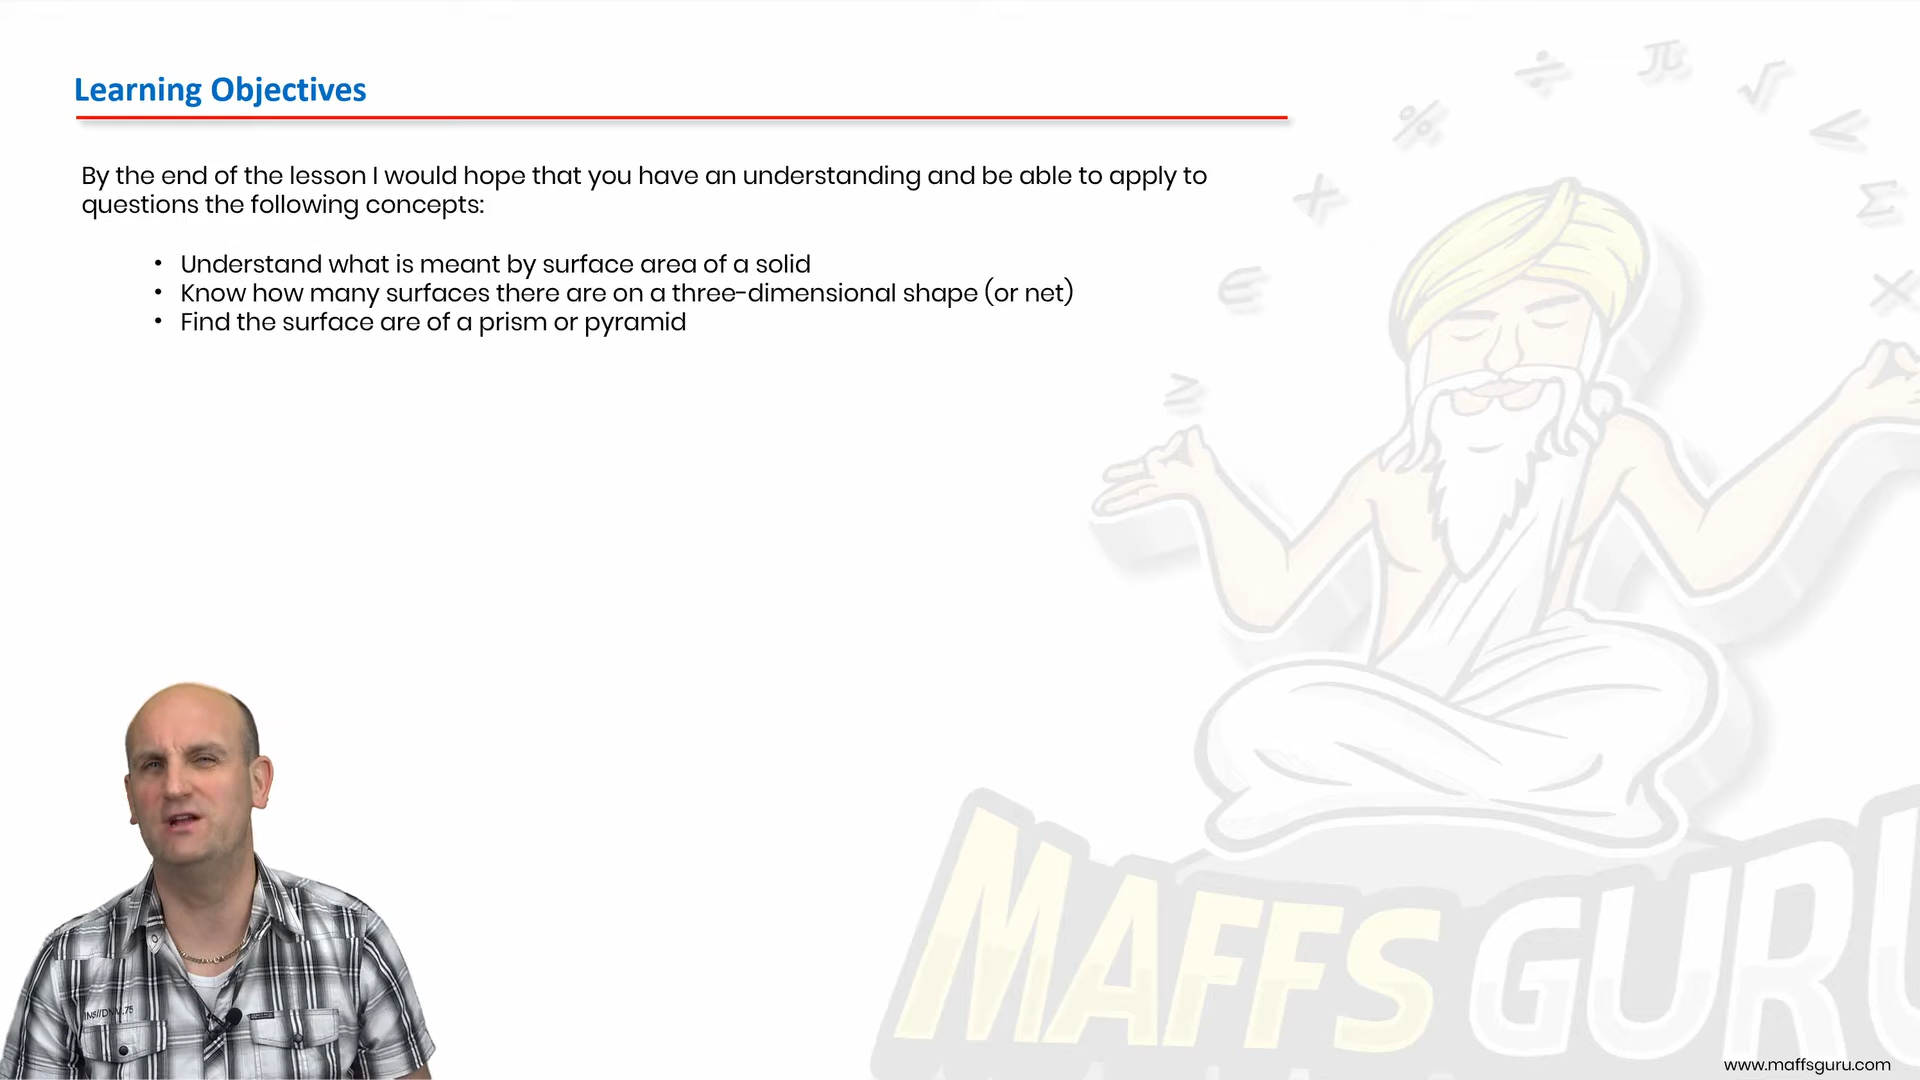 Learning Objectives
By the end of the lesson I would hope that you have an understanding and be able to apply to
questions the following concepts:
• Understand what is meant by surface area of a solid
• Know how many surfaces there are on a three-dimensional shape (or net)
• Find the surface are of a prism or pyramid
% ÷ π √ <
+ Σ
€ ×
≥
MAFFS GURU
www.maffsguru.com